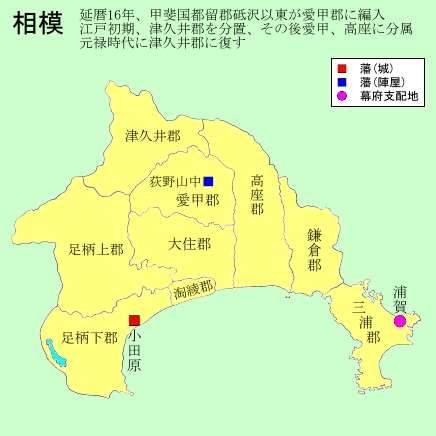 相模
延暦16年、甲斐国都留郡砥沢以東が愛甲郡に編入
江戸初期、津久井郡を分置、その後愛甲、高座に分属
元禄時代に津久井郡に復す
藩(城)
藩(陣屋)
幕府支配地
津久井郡
荻野山中
愛甲郡
高座郡
足柄上郡
大住郡
鎌倉郡
淘綾郡
浦賀
三浦郡
足柄下郡
小田原